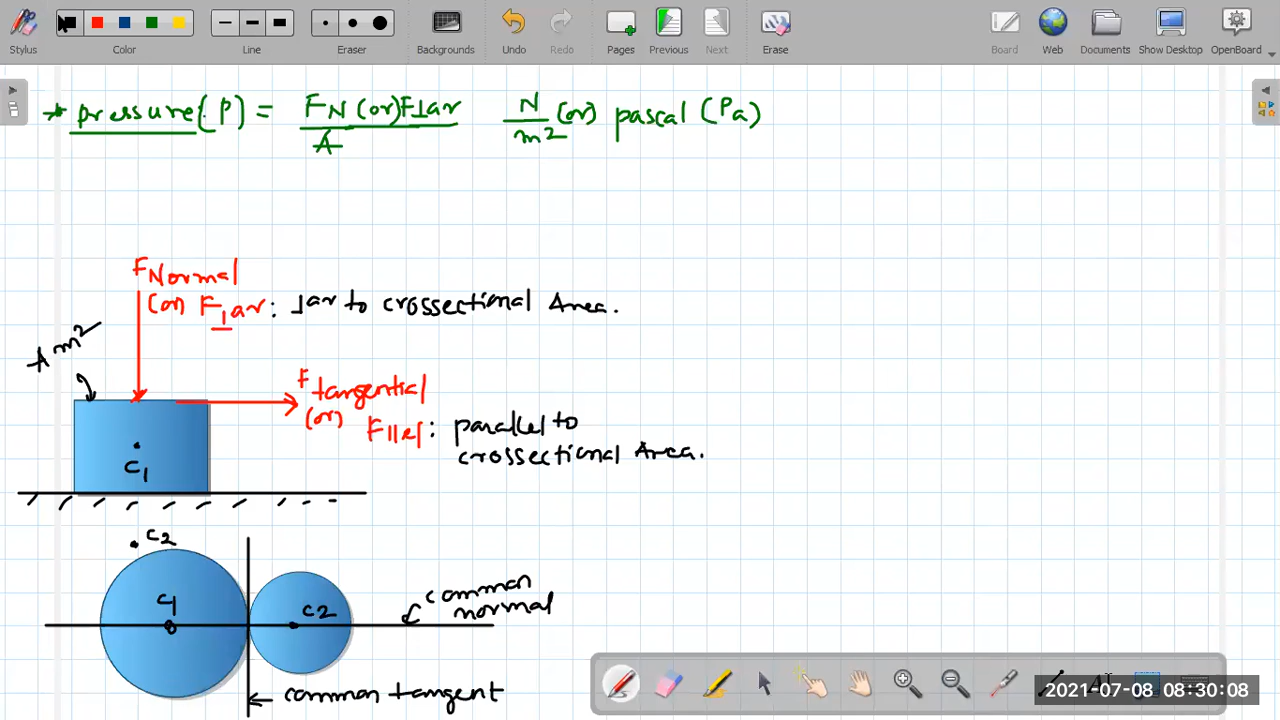 Stylus Color Line Eraser Backgrounds Undo Redo Pages Previous Next Erase Board Web Documents Show Desktop OpenBoard
* pressure (P) = FN (or) F⊥ar / A N/m² (or) pascal (Pa)
FNormal
(or) F⊥ar : ⊥ar to crossectional Area.
A m²
Ftangential
(or) F||el : parallel to
crossectional Area.
C1
C2
C1 C2
common
normal
common tangent
2021-07-08 08:30:08